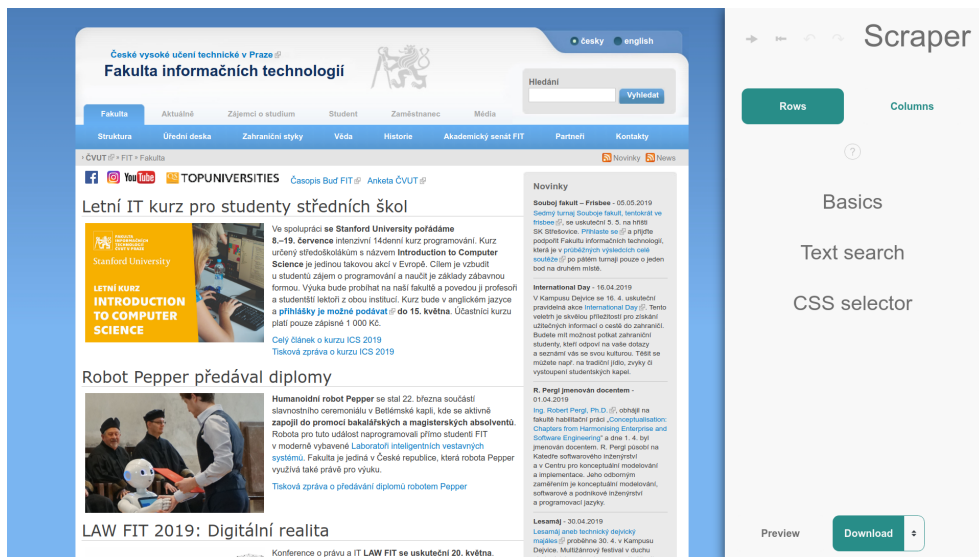 České vysoké učení technické v Praze
Fakulta informačních technologií
česky
english
Hledání
Vyhledat
Fakulta
Aktuálně
Zájemci o studium
Student
Zaměstnanec
Média
Struktura
Úřední deska
Zahraniční styky
Věda
Historie
Akademický senát FIT
Partneři
Kontakty
ČVUT FIT Fakulta
Novinky
News
You Tube
QS TOPUNIVERSITIES
Časopis Buď FIT
Anketa ČVUT
Letní IT kurz pro studenty středních škol
FAKULTA
INFORMAČNÍCH
TECHNOLOGIÍ
ČVUT V PRAZE
Stanford University
LETNÍ KURZ
INTRODUCTION
TO COMPUTER
SCIENCE
Ve spolupráci se Stanford University pořádáme
8.–19. července intenzivní 14denní kurz programování. Kurz
určený středoškolákům s názvem Introduction to Computer
Science je jedinou takovou akcí v Evropě. Cílem je vzbudit
u studentů zájem o programování a naučit je základy zábavnou
formou. Výuka bude probíhat na naší fakultě a povedou ji profesoři
a studentští lektoři z obou institucí. Kurz bude v anglickém jazyce
a přihlášky je možné podávat do 15. května. Účastníci kurzu
platí pouze zápisné 1 000 Kč.
Celý článek o kurzu ICS 2019
Tisková zpráva o kurzu ICS 2019
Robot Pepper předával diplomy
Humanoidní robot Pepper se stal 22. března součástí
slavnostního ceremoniálu v Betlémské kapli, kde se aktivně
zapojil do promocí bakalářských a magisterských absolventů.
Robota pro tuto událost naprogramovali přímo studenti FIT
v moderně vybavené Laboratoři inteligentních vestavných
systémů. Fakulta je jediná v České republice, která robota Pepper
využívá také právě pro výuku.
Tisková zpráva o předávání diplomů robotem Pepper
LAW FIT 2019: Digitální realita
Konference o právu a IT LAW FIT se uskuteční 20. května.
Novinky
Souboj fakult – Frisbee - 05.05.2019
Sedmý turnaj Souboje fakult, tentokrát ve
frisbee, se uskuteční 5. 5. na hřišti
SK Střešovice. Přihlaste se a přijďte
podpořit Fakultu informačních technologií,
která je v průběžných výsledcích celé
soutěže po pátém turnaji pouze o jeden
bod na druhém místě.
International Day - 16.04.2019
V Kampusu Dejvice se 16. 4. uskuteční
pravidelná akce International Day. Tento
veletrh je skvělou příležitostí pro získání
užitečných informací o cestě do zahraničí.
Budete mít možnost potkat zahraniční
studenty, kteří odpoví na vaše dotazy
a seznámí vás se svou kulturou. Těšit se
můžete např. na tradiční jídlo, zvyky či
vystoupení studentských kapel.
R. Pergl jmenován docentem -
01.04.2019
Ing. Robert Pergl, Ph.D., obhájil na
fakultě habilitační práci „Conceptualisation:
Chapters from Harmonising Enterprise and
Software Engineering" a dne 1. 4. byl
jmenován docentem. R. Pergl působí na
Katedře softwarového inženýrství
a v Centru pro konceptuální modelování
a implementace. Jeho odborným
zaměřením je konceptuální modelování,
softwarové a podnikové inženýrství
a programovací jazyky.
Lesamáj - 30.04.2019
Lesamáj aneb technický dejvický
majáles proběhne 30. 4. v Kampusu
Dejvice. Multižánrový festival v duchu
Scraper
Rows
Columns
?
Basics
Text search
CSS selector
Preview
Download